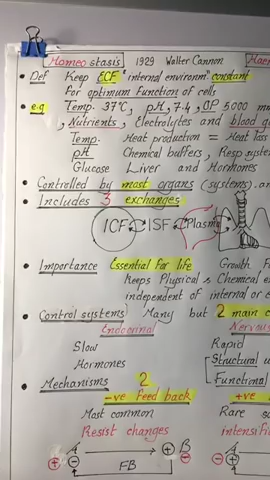 Homeostasis 1929 Walter Cannon
• Def Keep ECF "internal environm" constant
for optimum function of cells
• e.g Temp. 37°C, pH, 7.4, OP 5000 m
, Nutrients, Electrolytes and blood
Temp. Heat production = Heat loss
pH Chemical buffers, Resp syste
Glucose Liver and Hormones
• Controlled by most organs (systems).
• Includes 3 exchanges
ICF ISF Plasma
• Importance Essential for life Growth
Keeps Physical & Chemical
independent of internal or
• Control systems Many but 2 main
Endocrinal Nervou
Slow Rapid
Hormones Structural u
Functional
• Mechanisms 2
-ve Feed back +ve
Most common Rare
Resist changes intensifi
A + B
+ - FB - - A